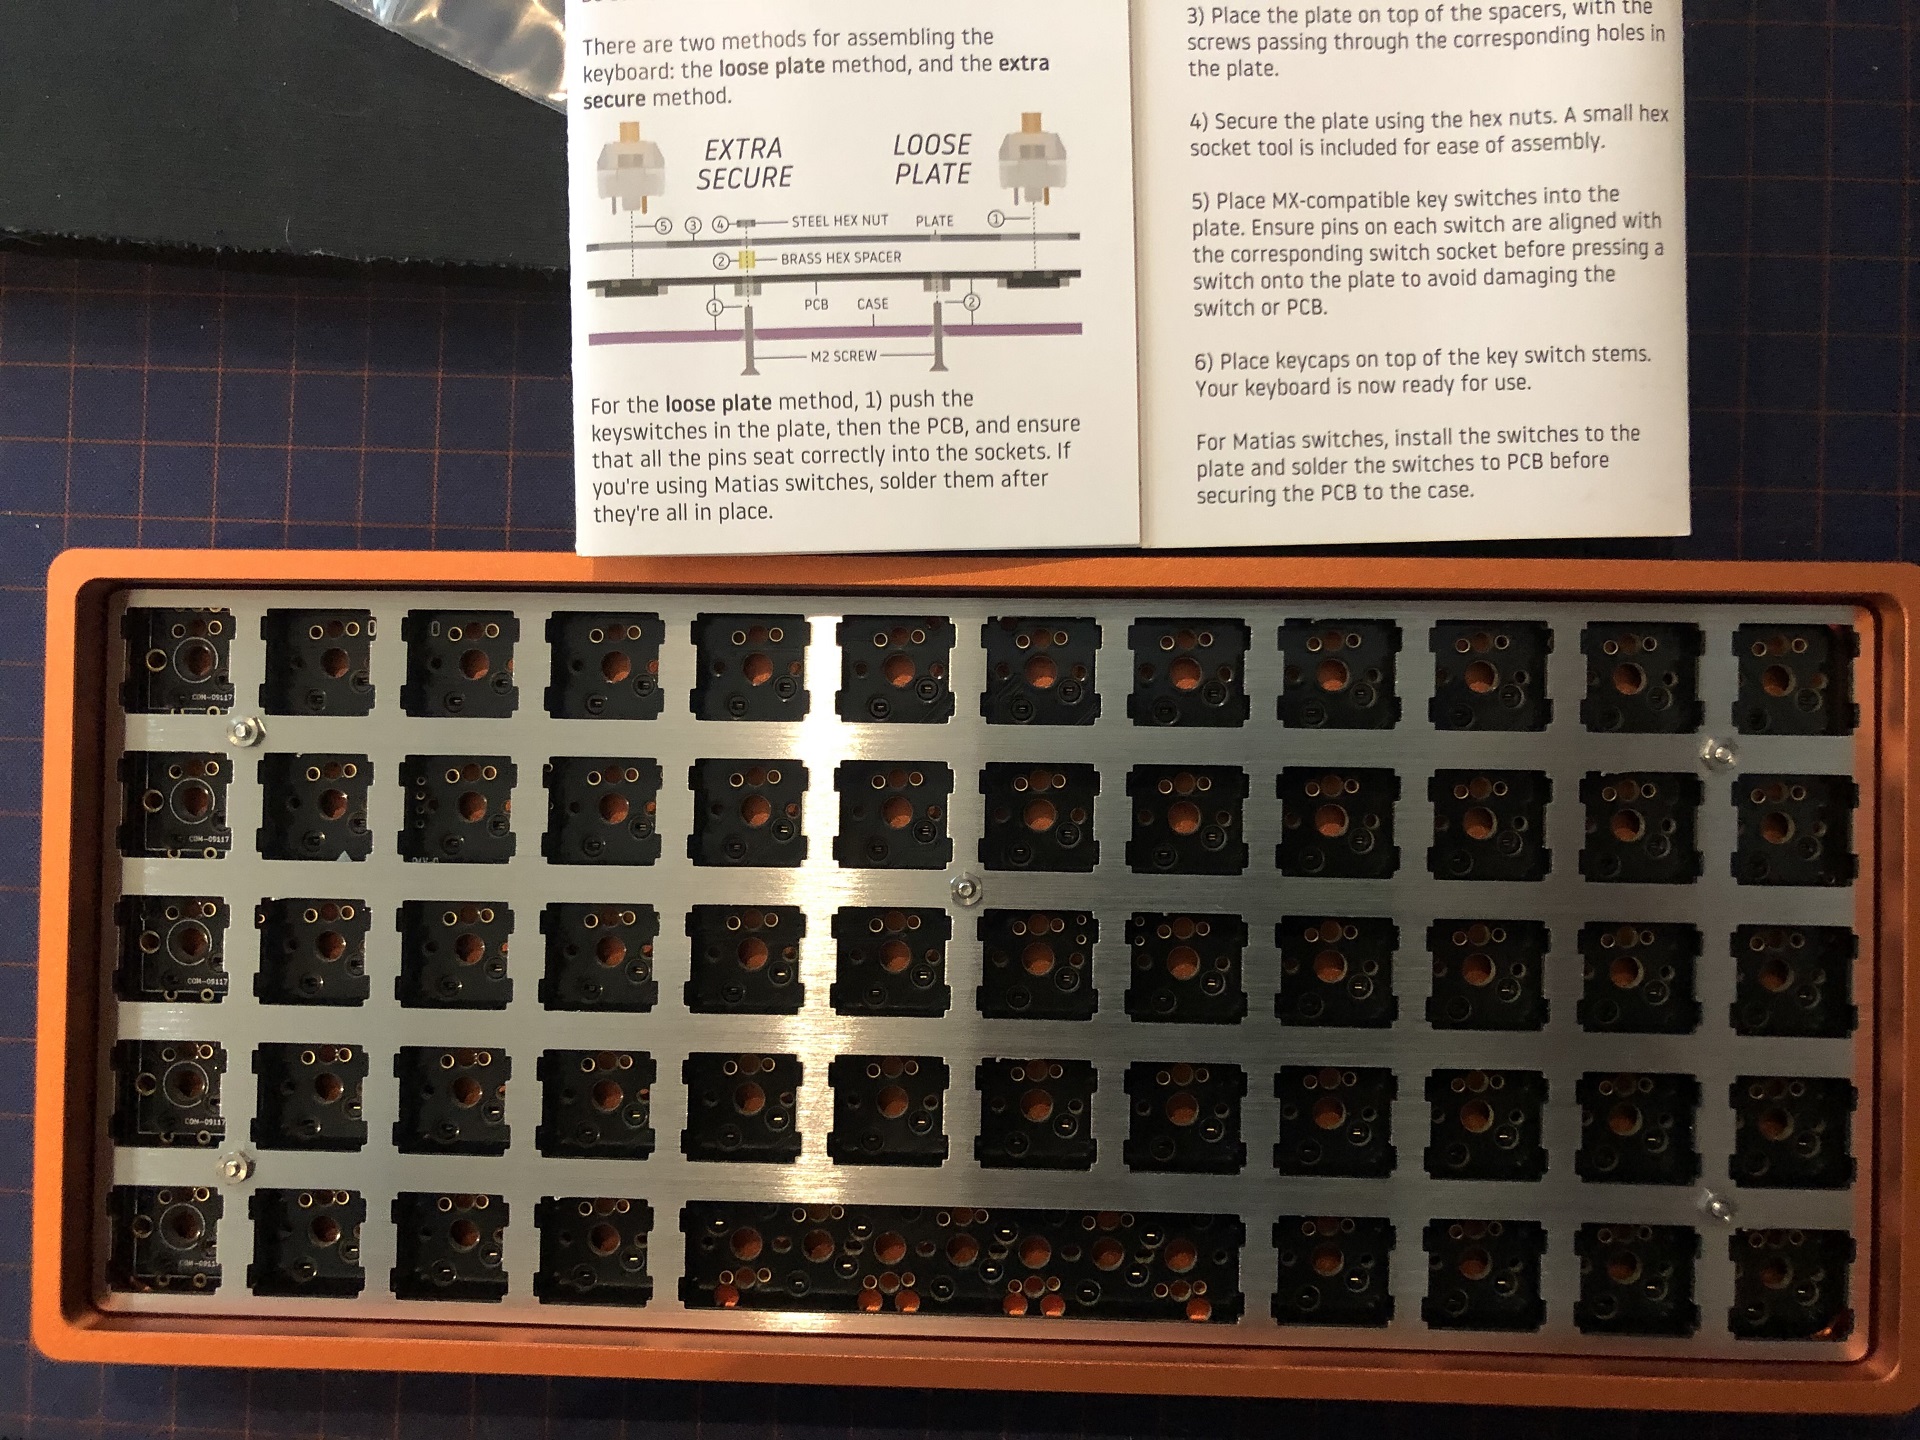 There are two methods for assembling the
keyboard: the loose plate method, and the extra
secure method.
EXTRA
SECURE
LOOSE
PLATE
5 3 4 STEEL HEX NUT PLATE 1
2 BRASS HEX SPACER
1 PCB CASE 2
M2 SCREW
For the loose plate method, 1) push the
keyswitches in the plate, then the PCB, and ensure
that all the pins seat correctly into the sockets. If
you're using Matias switches, solder them after
they're all in place.
3) Place the plate on top of the spacers, with the
screws passing through the corresponding holes in
the plate.
4) Secure the plate using the hex nuts. A small hex
socket tool is included for ease of assembly.
5) Place MX-compatible key switches into the
plate. Ensure pins on each switch are aligned with
the corresponding switch socket before pressing a
switch onto the plate to avoid damaging the
switch or PCB.
6) Place keycaps on top of the key switch stems.
Your keyboard is now ready for use.
For Matias switches, install the switches to the
plate and solder the switches to PCB before
securing the PCB to the case.
COM-09117
COM-09117
COM-09117
COM-09117